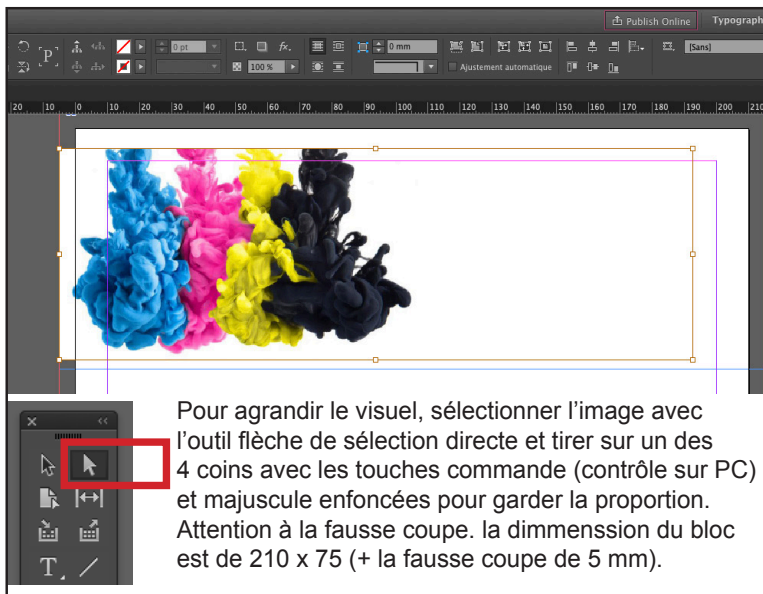 Publish Online Typograph
P 0 pt fx. 0 mm [Sans]
100 % Ajustement automatique
20 10 0 10 20 30 40 50 60 70 80 90 100 110 120 130 140 150 160 170 180 190 200 210
Pour agrandir le visuel, sélectionner l’image avec
l’outil flèche de sélection directe et tirer sur un des
4 coins avec les touches commande (contrôle sur PC)
et majuscule enfoncées pour garder la proportion.
Attention à la fausse coupe. la dimmenssion du bloc
est de 210 x 75 (+ la fausse coupe de 5 mm).
T